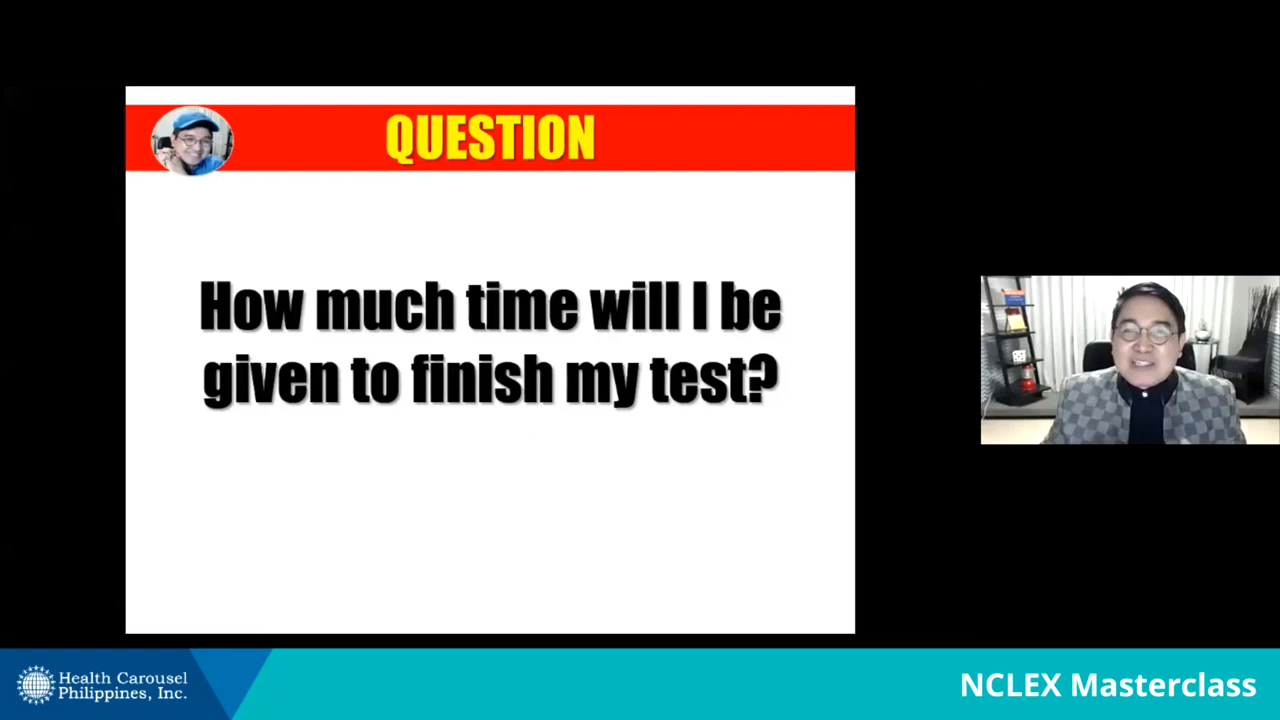 QUESTION
How much time will I be
given to finish my test?
Health Carousel
Philippines, Inc.
NCLEX Masterclass